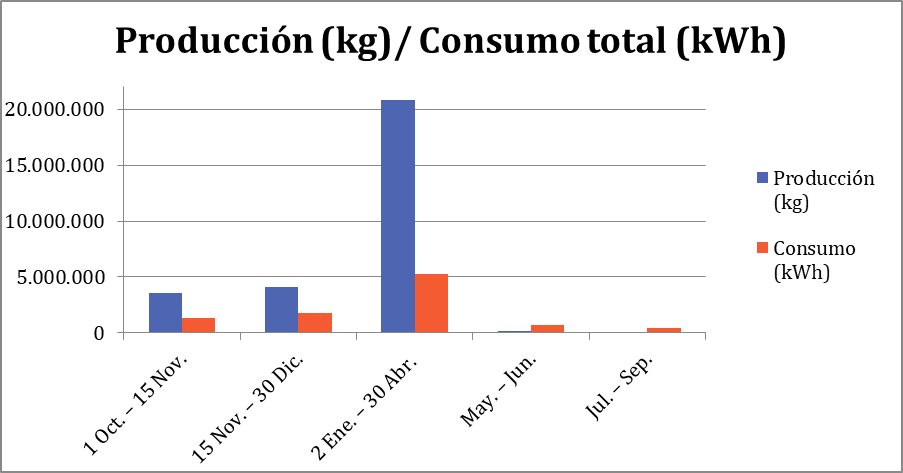 Producción (kg)/ Consumo total (kWh)
20.000.000
15.000.000
10.000.000
5.000.000
0
1 Oct. – 15 Nov.
15 Nov. – 30 Dic.
2 Ene. – 30 Abr.
May. – Jun.
Jul. – Sep.
Producción
(kg)
Consumo
(kWh)